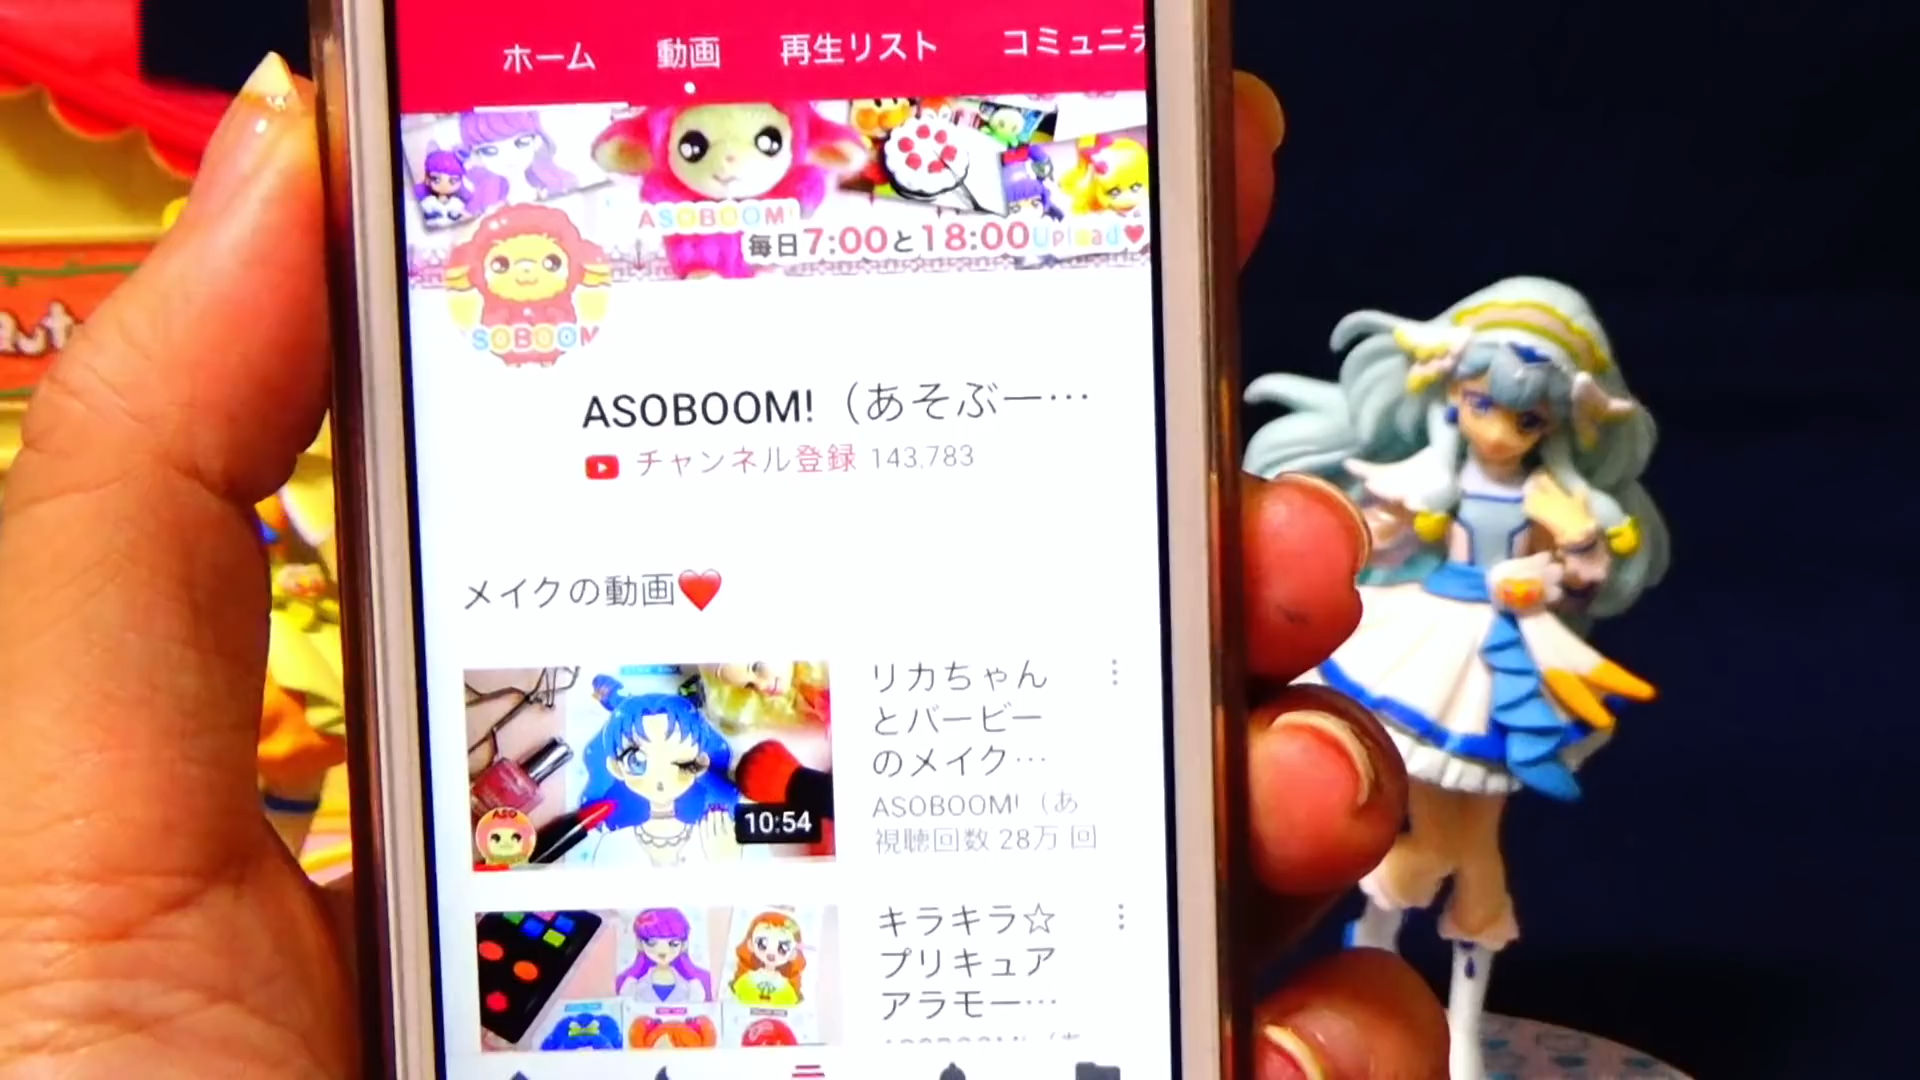 ホーム 動画 再生リスト コミュニテ
ASOBOOM!
毎日7:00と18:00Upload♥
SOBOOM
ASOBOOM!（あそぶー…
チャンネル登録 143,783
メイクの動画❤
リカちゃん
とバービー
のメイク…
ASOBOOM!（あ
視聴回数 28万 回
ASO
10:54
キラキラ☆
プリキュア
アラモー…